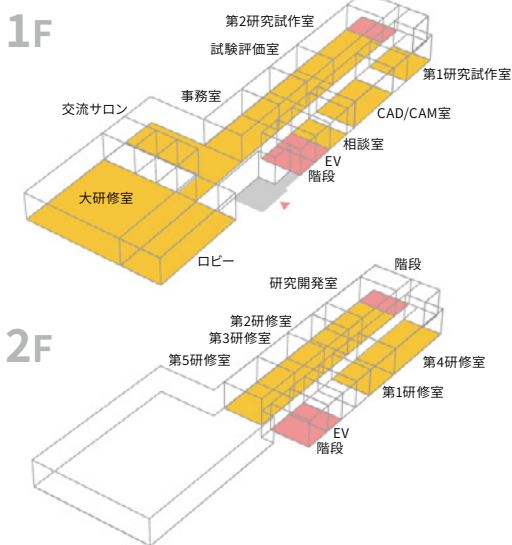 1F
第2研究試作室
試験評価室
事務室
交流サロン
第1研究試作室
CAD/CAM室
相談室
EV
階段
大研修室
ロビー
2F
階段
研究開発室
第2研修室
第3研修室
第5研修室
第4研修室
第1研修室
EV
階段